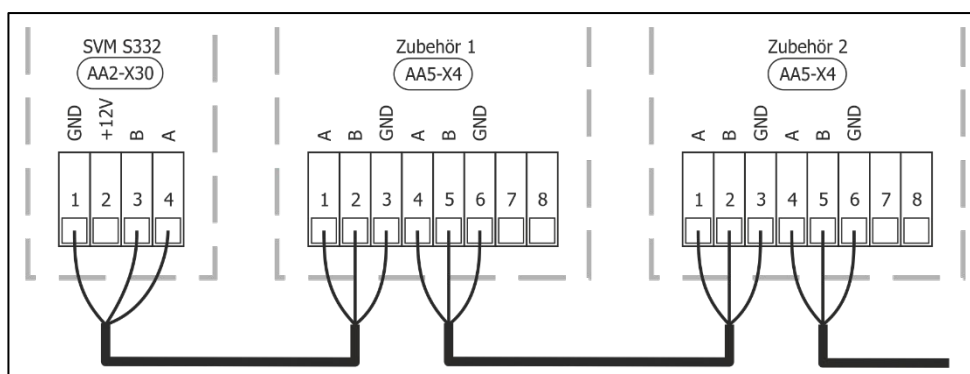 SVM S332
AA2-X30
GND +12V B A
1 2 3 4
Zubehör 1
AA5-X4
A B GND A B GND
1 2 3 4 5 6 7 8
Zubehör 2
AA5-X4
A B GND A B GND
1 2 3 4 5 6 7 8